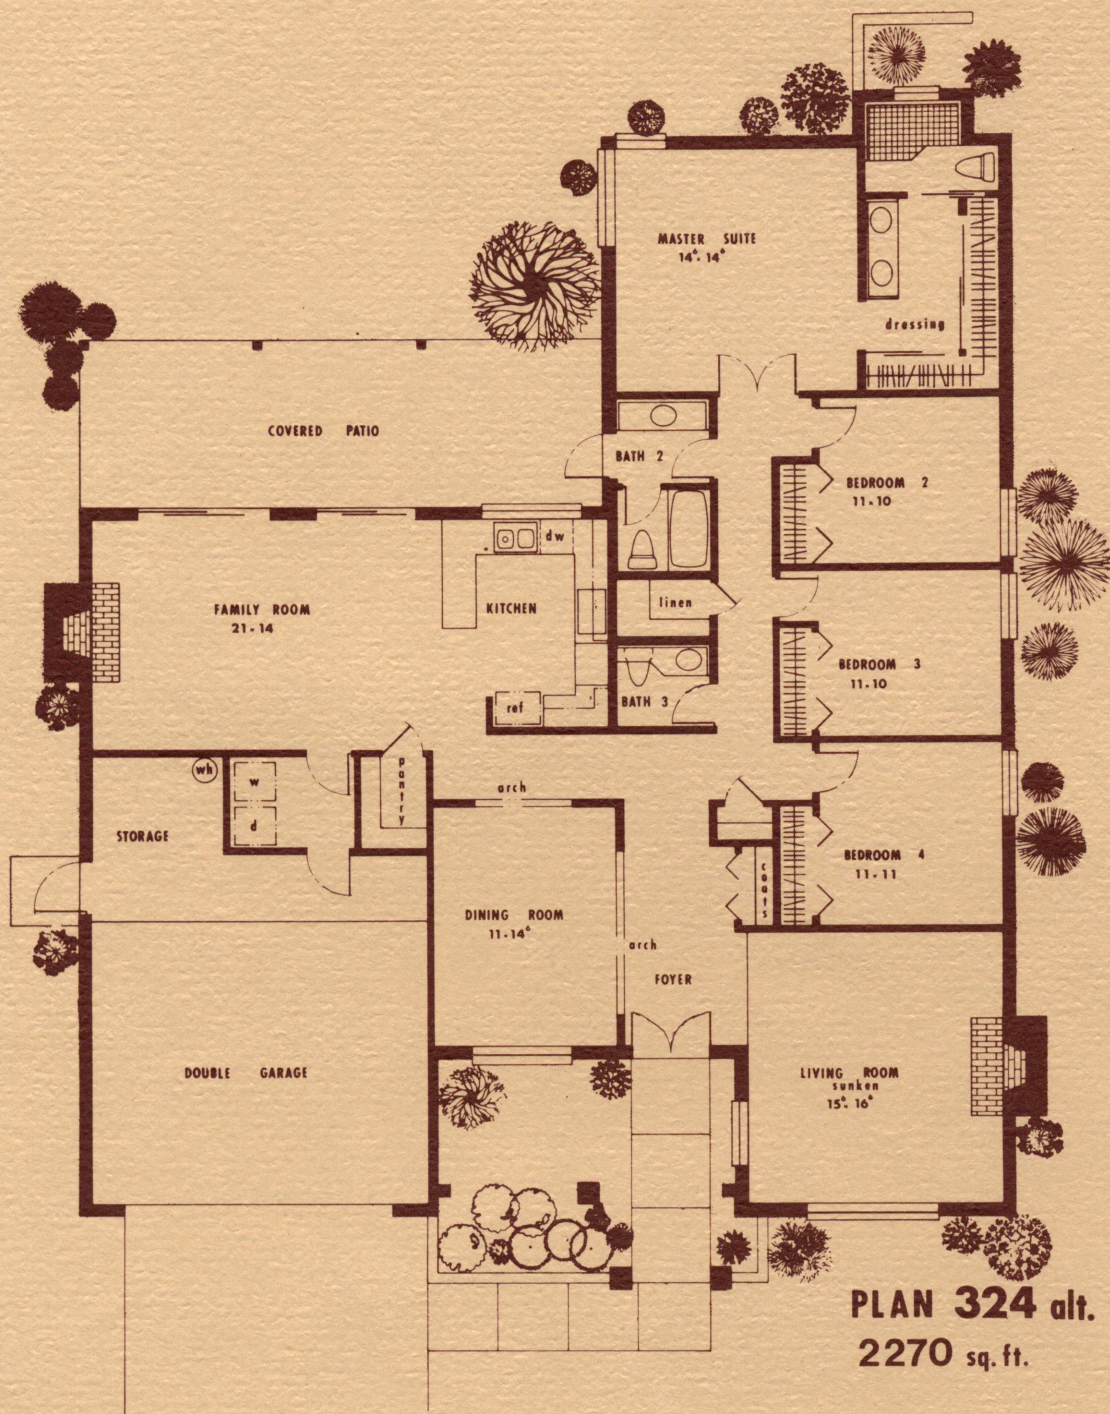 MASTER SUITE
14⁶- 14⁶
dressing
COVERED PATIO
BATH 2
BEDROOM 2
11-10
dw
FAMILY ROOM
21-14
KITCHEN
linen
BEDROOM 3
11-10
BATH 3
ref
wh
w
d
pantry
arch
STORAGE
BEDROOM 4
11-11
coats
DINING ROOM
11-14⁶
arch
FOYER
DOUBLE GARAGE
LIVING ROOM
sunken
15⁶- 16⁶
PLAN 324 alt.
2270 sq. ft.